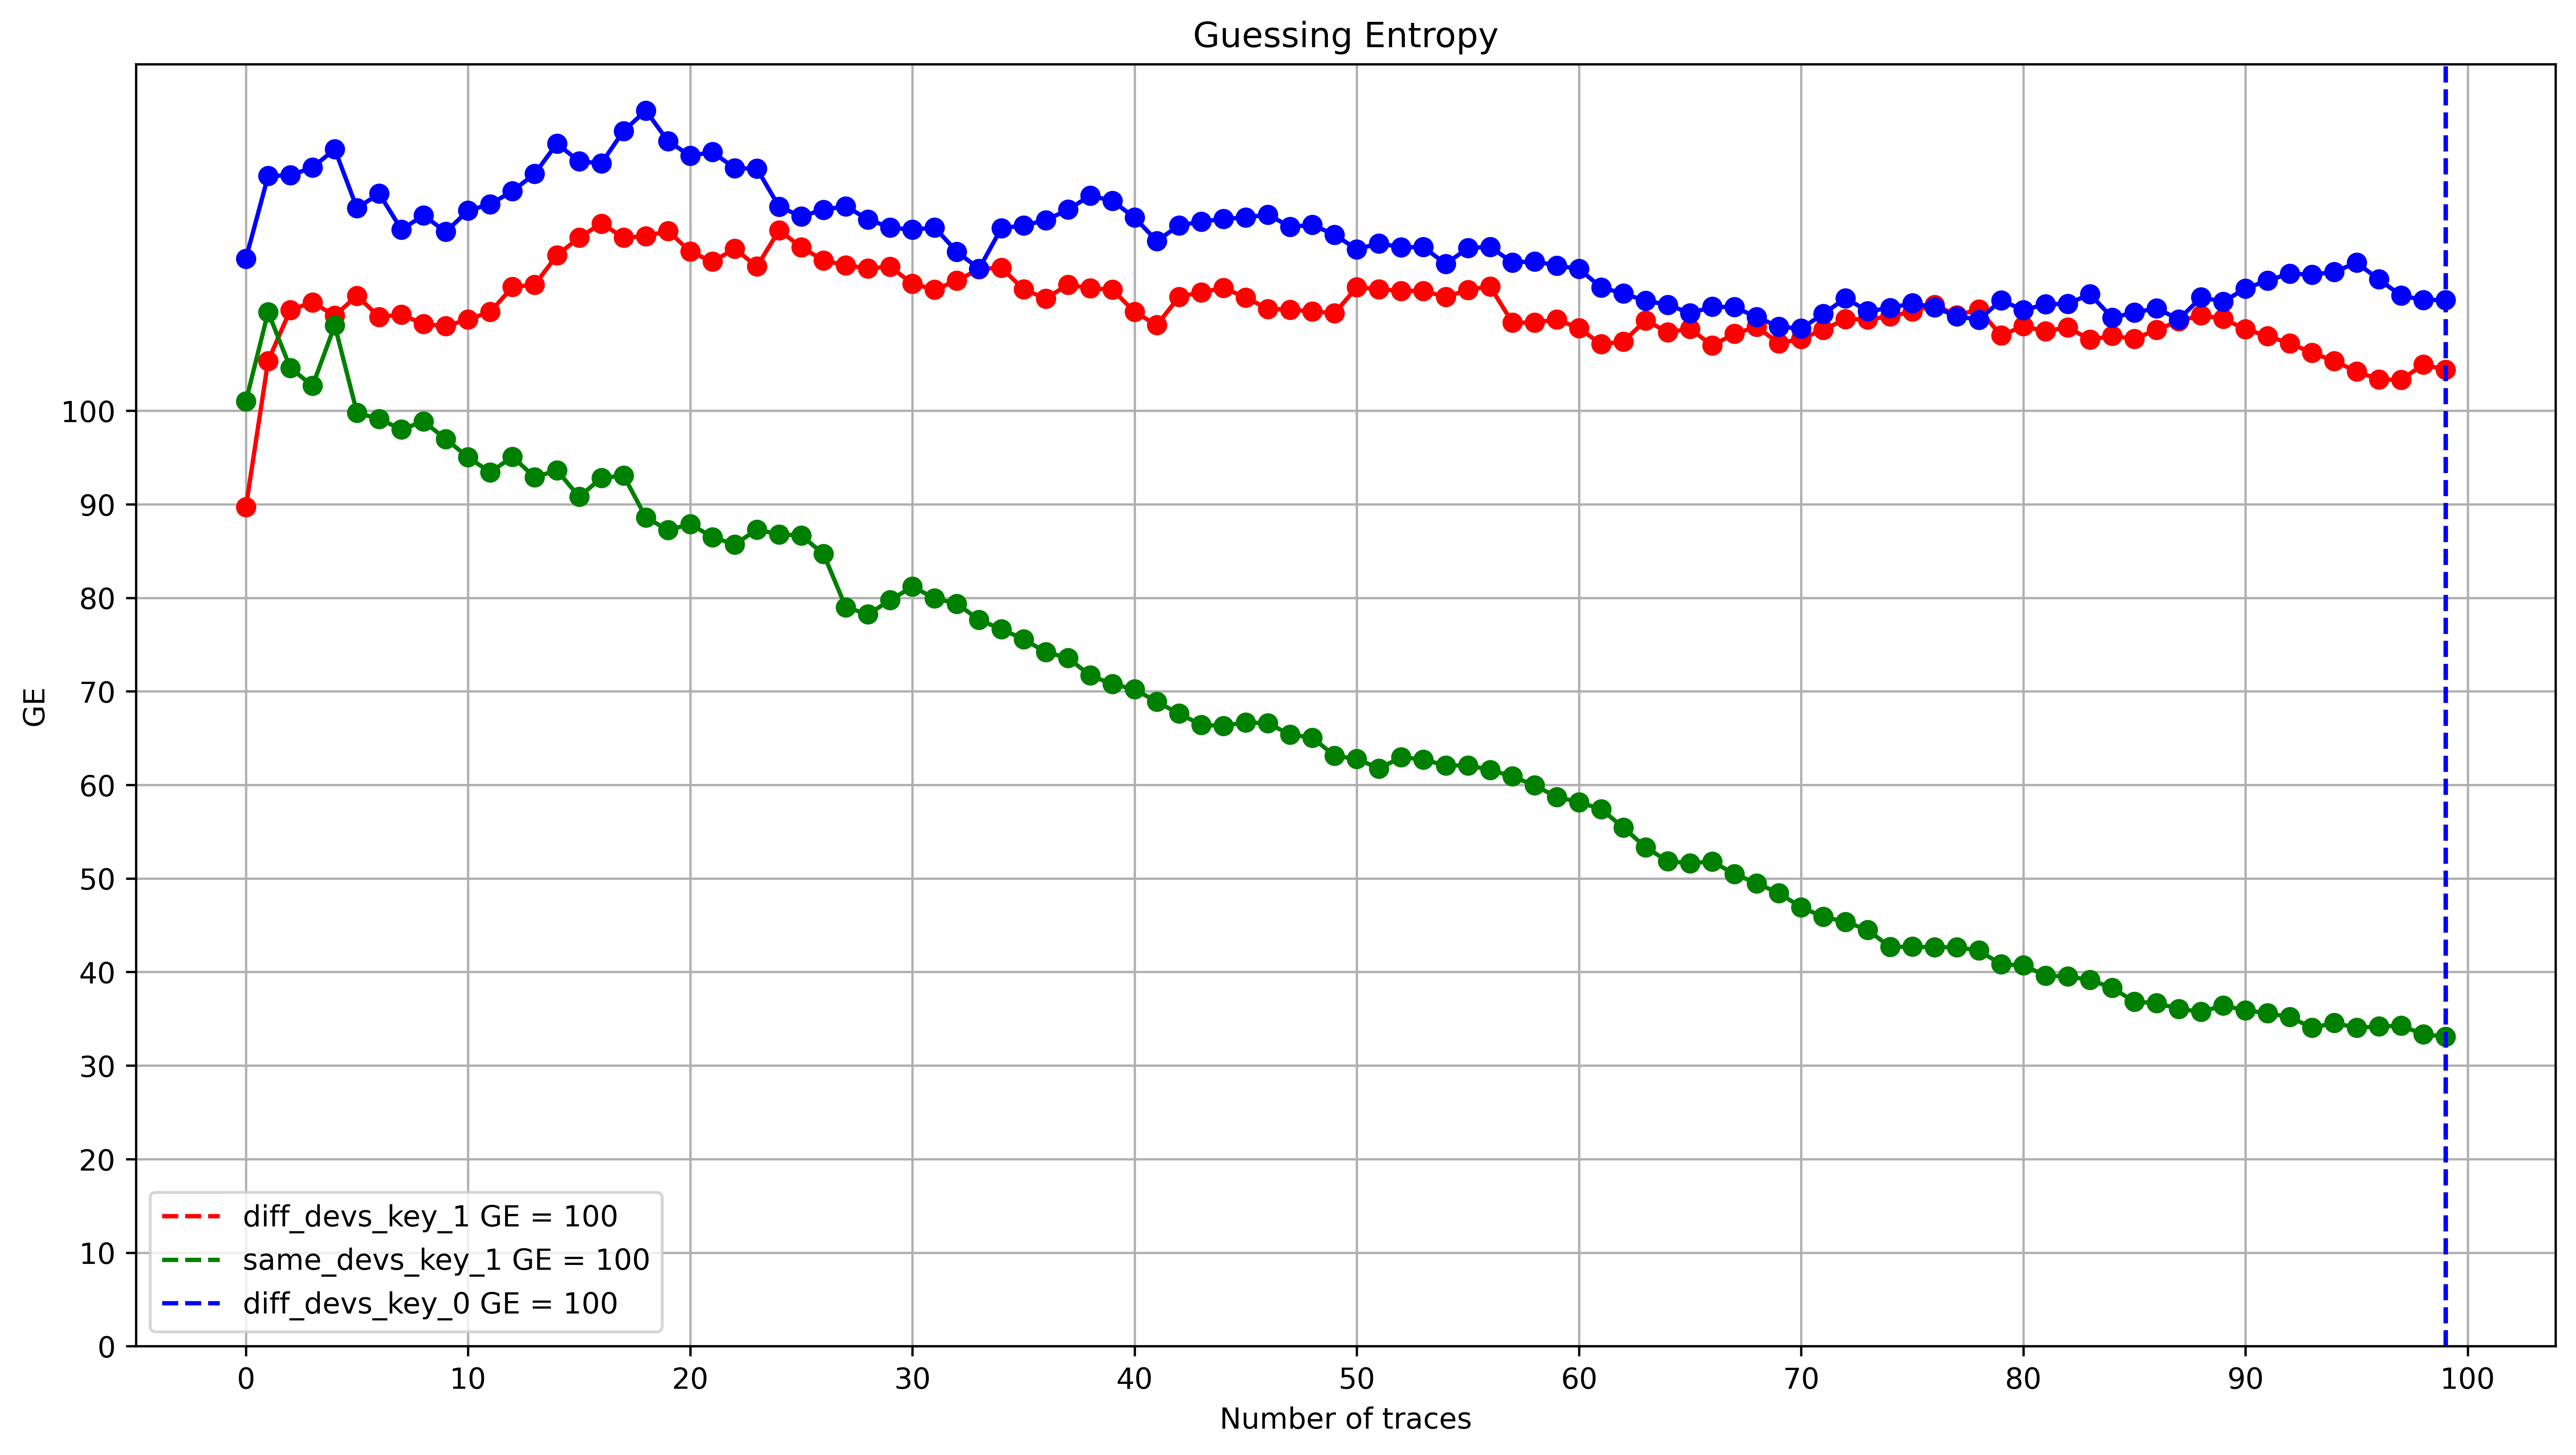 Guessing Entropy
GE
100
90
80
70
60
50
40
30
20
10
0
diff_devs_key_1 GE = 100
same_devs_key_1 GE = 100
diff_devs_key_0 GE = 100
0 10 20 30 40 50 60 70 80 90 100
Number of traces